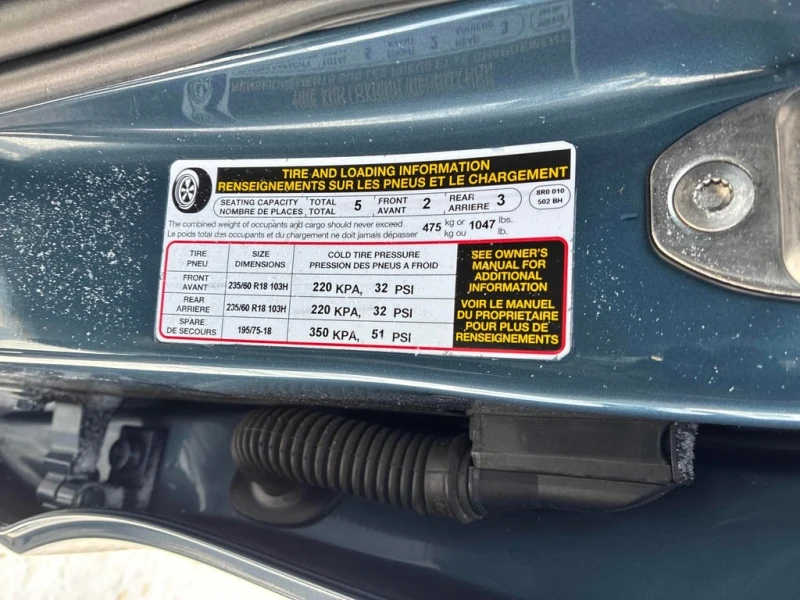 TIRE AND LOADING INFORMATION
RENSEIGNEMENTS SUR LES PNEUS ET LE CHARGEMENT
SEATING CAPACITY TOTAL 5 FRONT 2 REAR 3
NOMBRE DE PLACES TOTAL AVANT ARRIERE
8R0 010
502 BH
The combined weight of occupants and cargo should never exceed 475 kg or 1047 lbs.
Le poids total des occupants et du chargement ne doit jamais dépasser kg ou lb.
TIRE SIZE COLD TIRE PRESSURE
PNEU DIMENSIONS PRESSION DES PNEUS A FROID
FRONT
AVANT 235/60 R18 103H 220 KPA, 32 PSI
REAR
ARRIERE 235/60 R18 103H 220 KPA, 32 PSI
SPARE
DE SECOURS 195/75-18 350 KPA, 51 PSI
SEE OWNER'S
MANUAL FOR
ADDITIONAL
INFORMATION
VOIR LE MANUEL
DU PROPRIETAIRE
POUR PLUS DE
RENSEIGNEMENTS